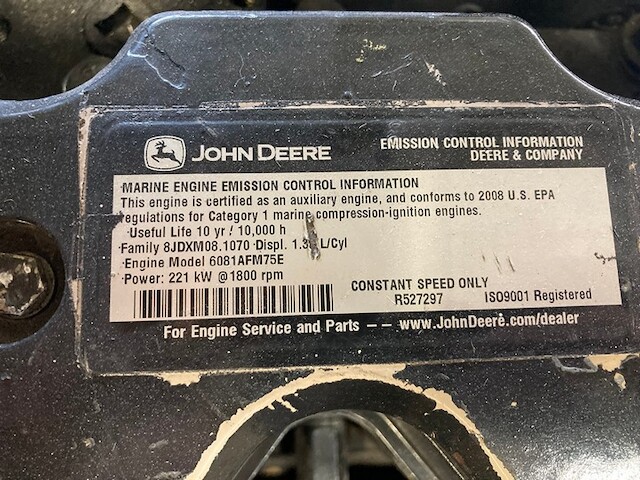 JOHN DEERE
EMISSION CONTROL INFORMATION
DEERE & COMPANY
MARINE ENGINE EMISSION CONTROL INFORMATION
This engine is certified as an auxiliary engine, and conforms to 2008 U.S. EPA
regulations for Category 1 marine compression-ignition engines.
Useful Life 10 yr / 10,000 h
Family 8JDXM08.1070 Displ. L/Cyl
Engine Model 6081AFM75E
Power: 221 kW @1800 rpm
CONSTANT SPEED ONLY
R527297 ISO9001 Registered
For Engine Service and Parts -- www.JohnDeere.com/dealer